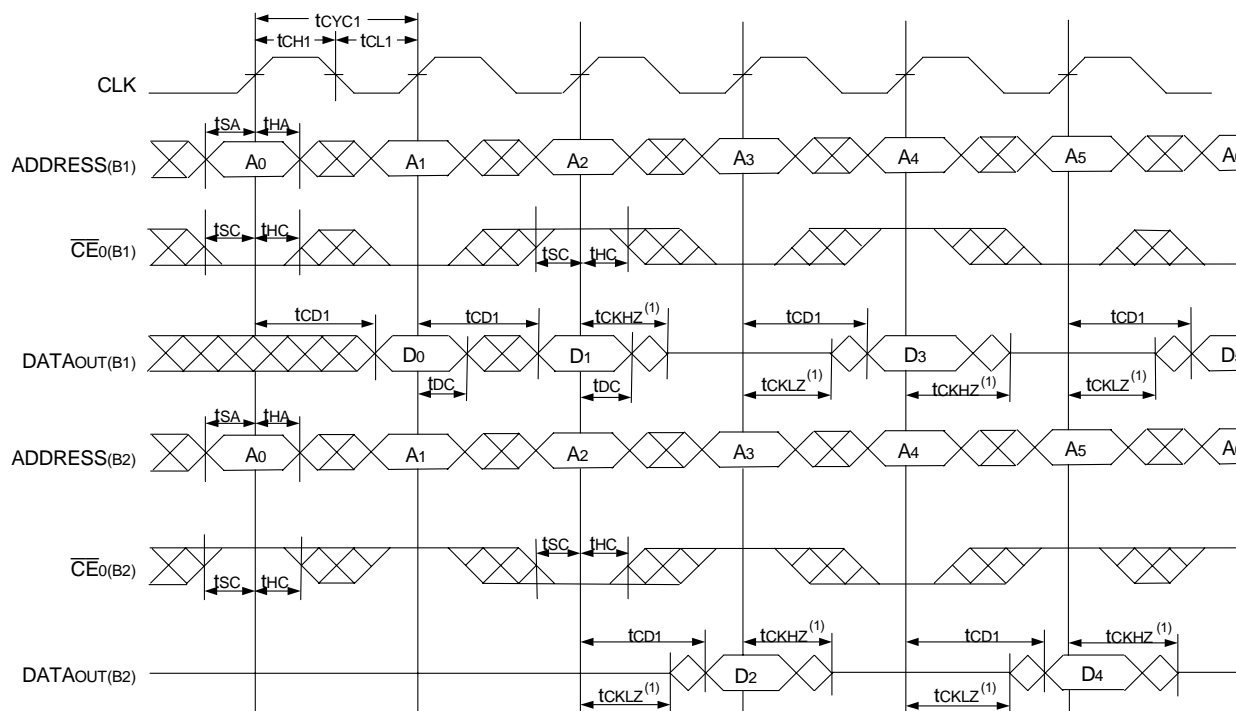 tCYC1
tCH1 tCL1
CLK
tSA tHA
ADDRESS(B1) A0 A1 A2 A3 A4 A5
tSC tHC
CE0(B1) tSC tHC
tCD1 tCD1 tCKHZ(1) tCD1 tCD1
DATAOUT(B1) D0 D1 D3
tDC tDC tCKLZ(1) tCKHZ(1) tCKLZ(1)
tSA tHA
ADDRESS(B2) A0 A1 A2 A3 A4 A5
tSC tHC
CE0(B2)
tSC tHC
tCD1 tCKHZ(1) tCD1 tCKHZ(1)
DATAOUT(B2) D2 D4
tCKLZ(1) tCKLZ(1)